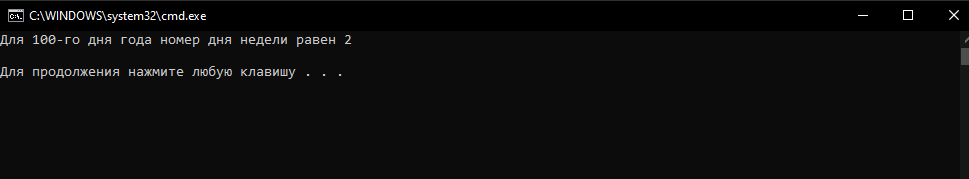 C:\WINDOWS\system32\cmd.exe
Для 100-го дня года номер дня недели равен 2
Для продолжения нажмите любую клавишу . . .